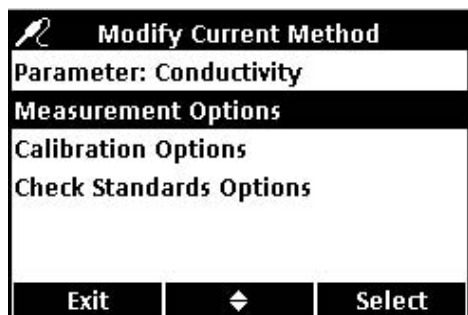 Modify Current Method
Parameter: Conductivity
Measurement Options
Calibration Options
Check Standards Options
Exit
Select